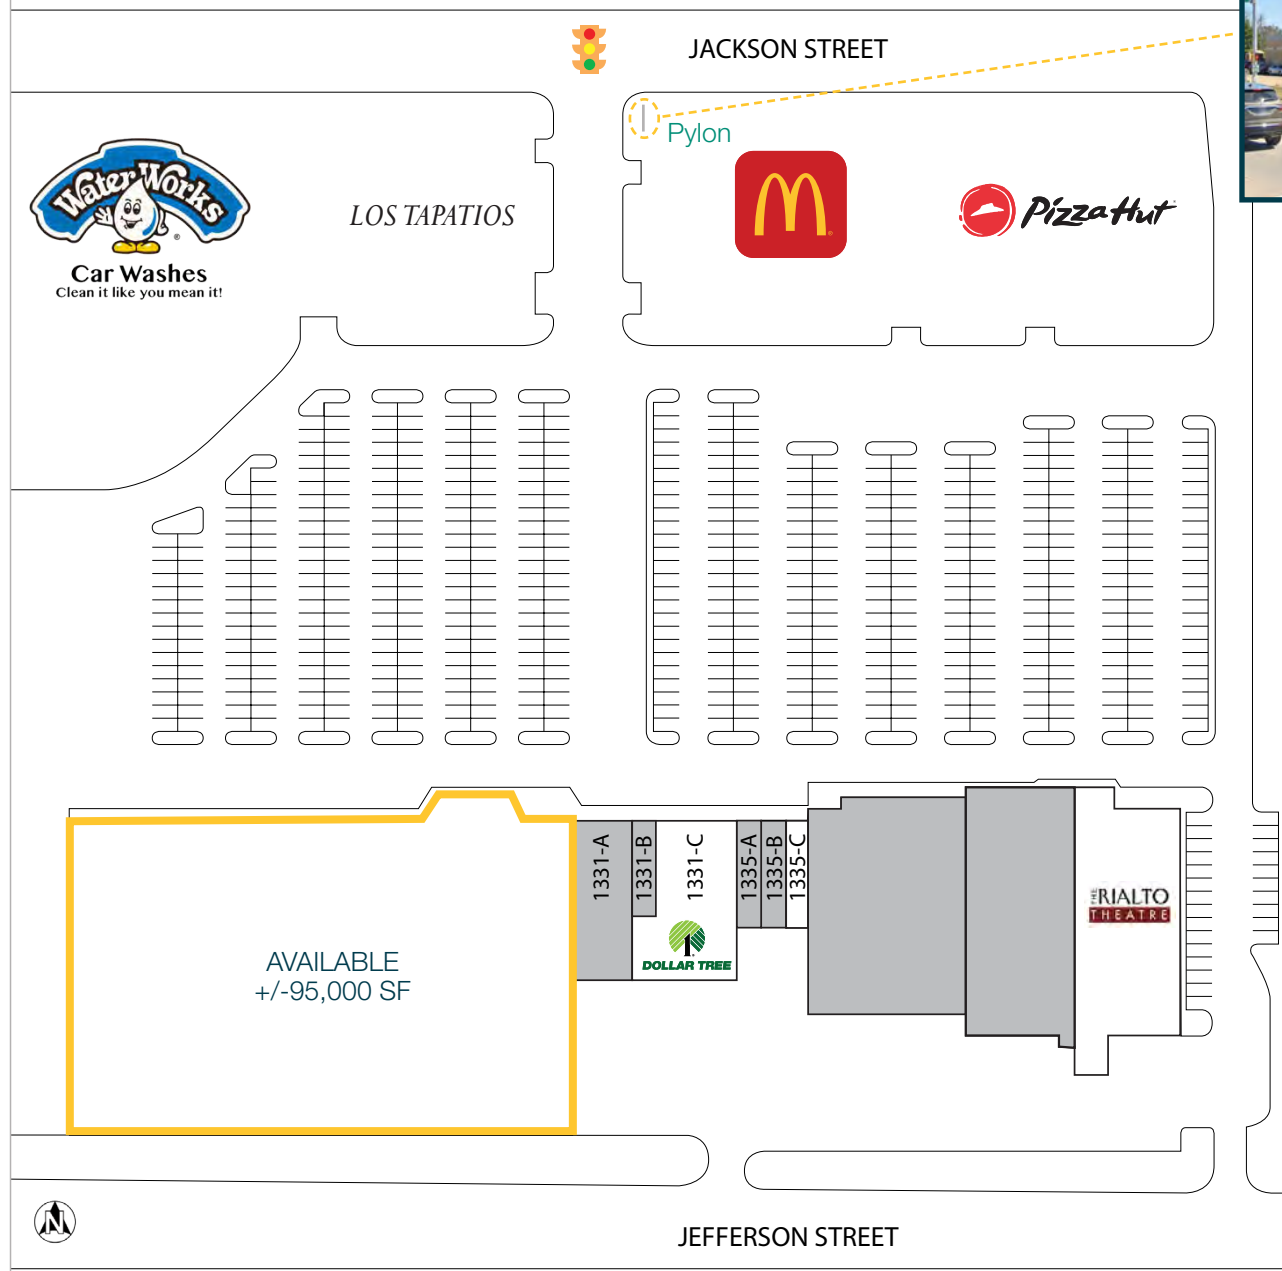 JACKSON STREET
Pylon
Water Works
®
Car Washes
Clean it like you mean it!
LOS TAPATIOS
Pizza Hut
1331-A
1331-B
1331-C
1335-A
1335-B
1335-C
DOLLAR TREE
THE RIALTO
THEATRE
AVAILABLE
+/-95,000 SF
N
JEFFERSON STREET